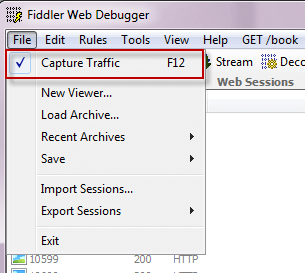 Fiddler Web Debugger
File Edit Rules Tools View Help GET /book
Capture Traffic F12
Stream Deco
Web Sessions
New Viewer...
Load Archive...
Recent Archives
Save
Import Sessions...
Export Sessions
Exit
10599 200 HTTP